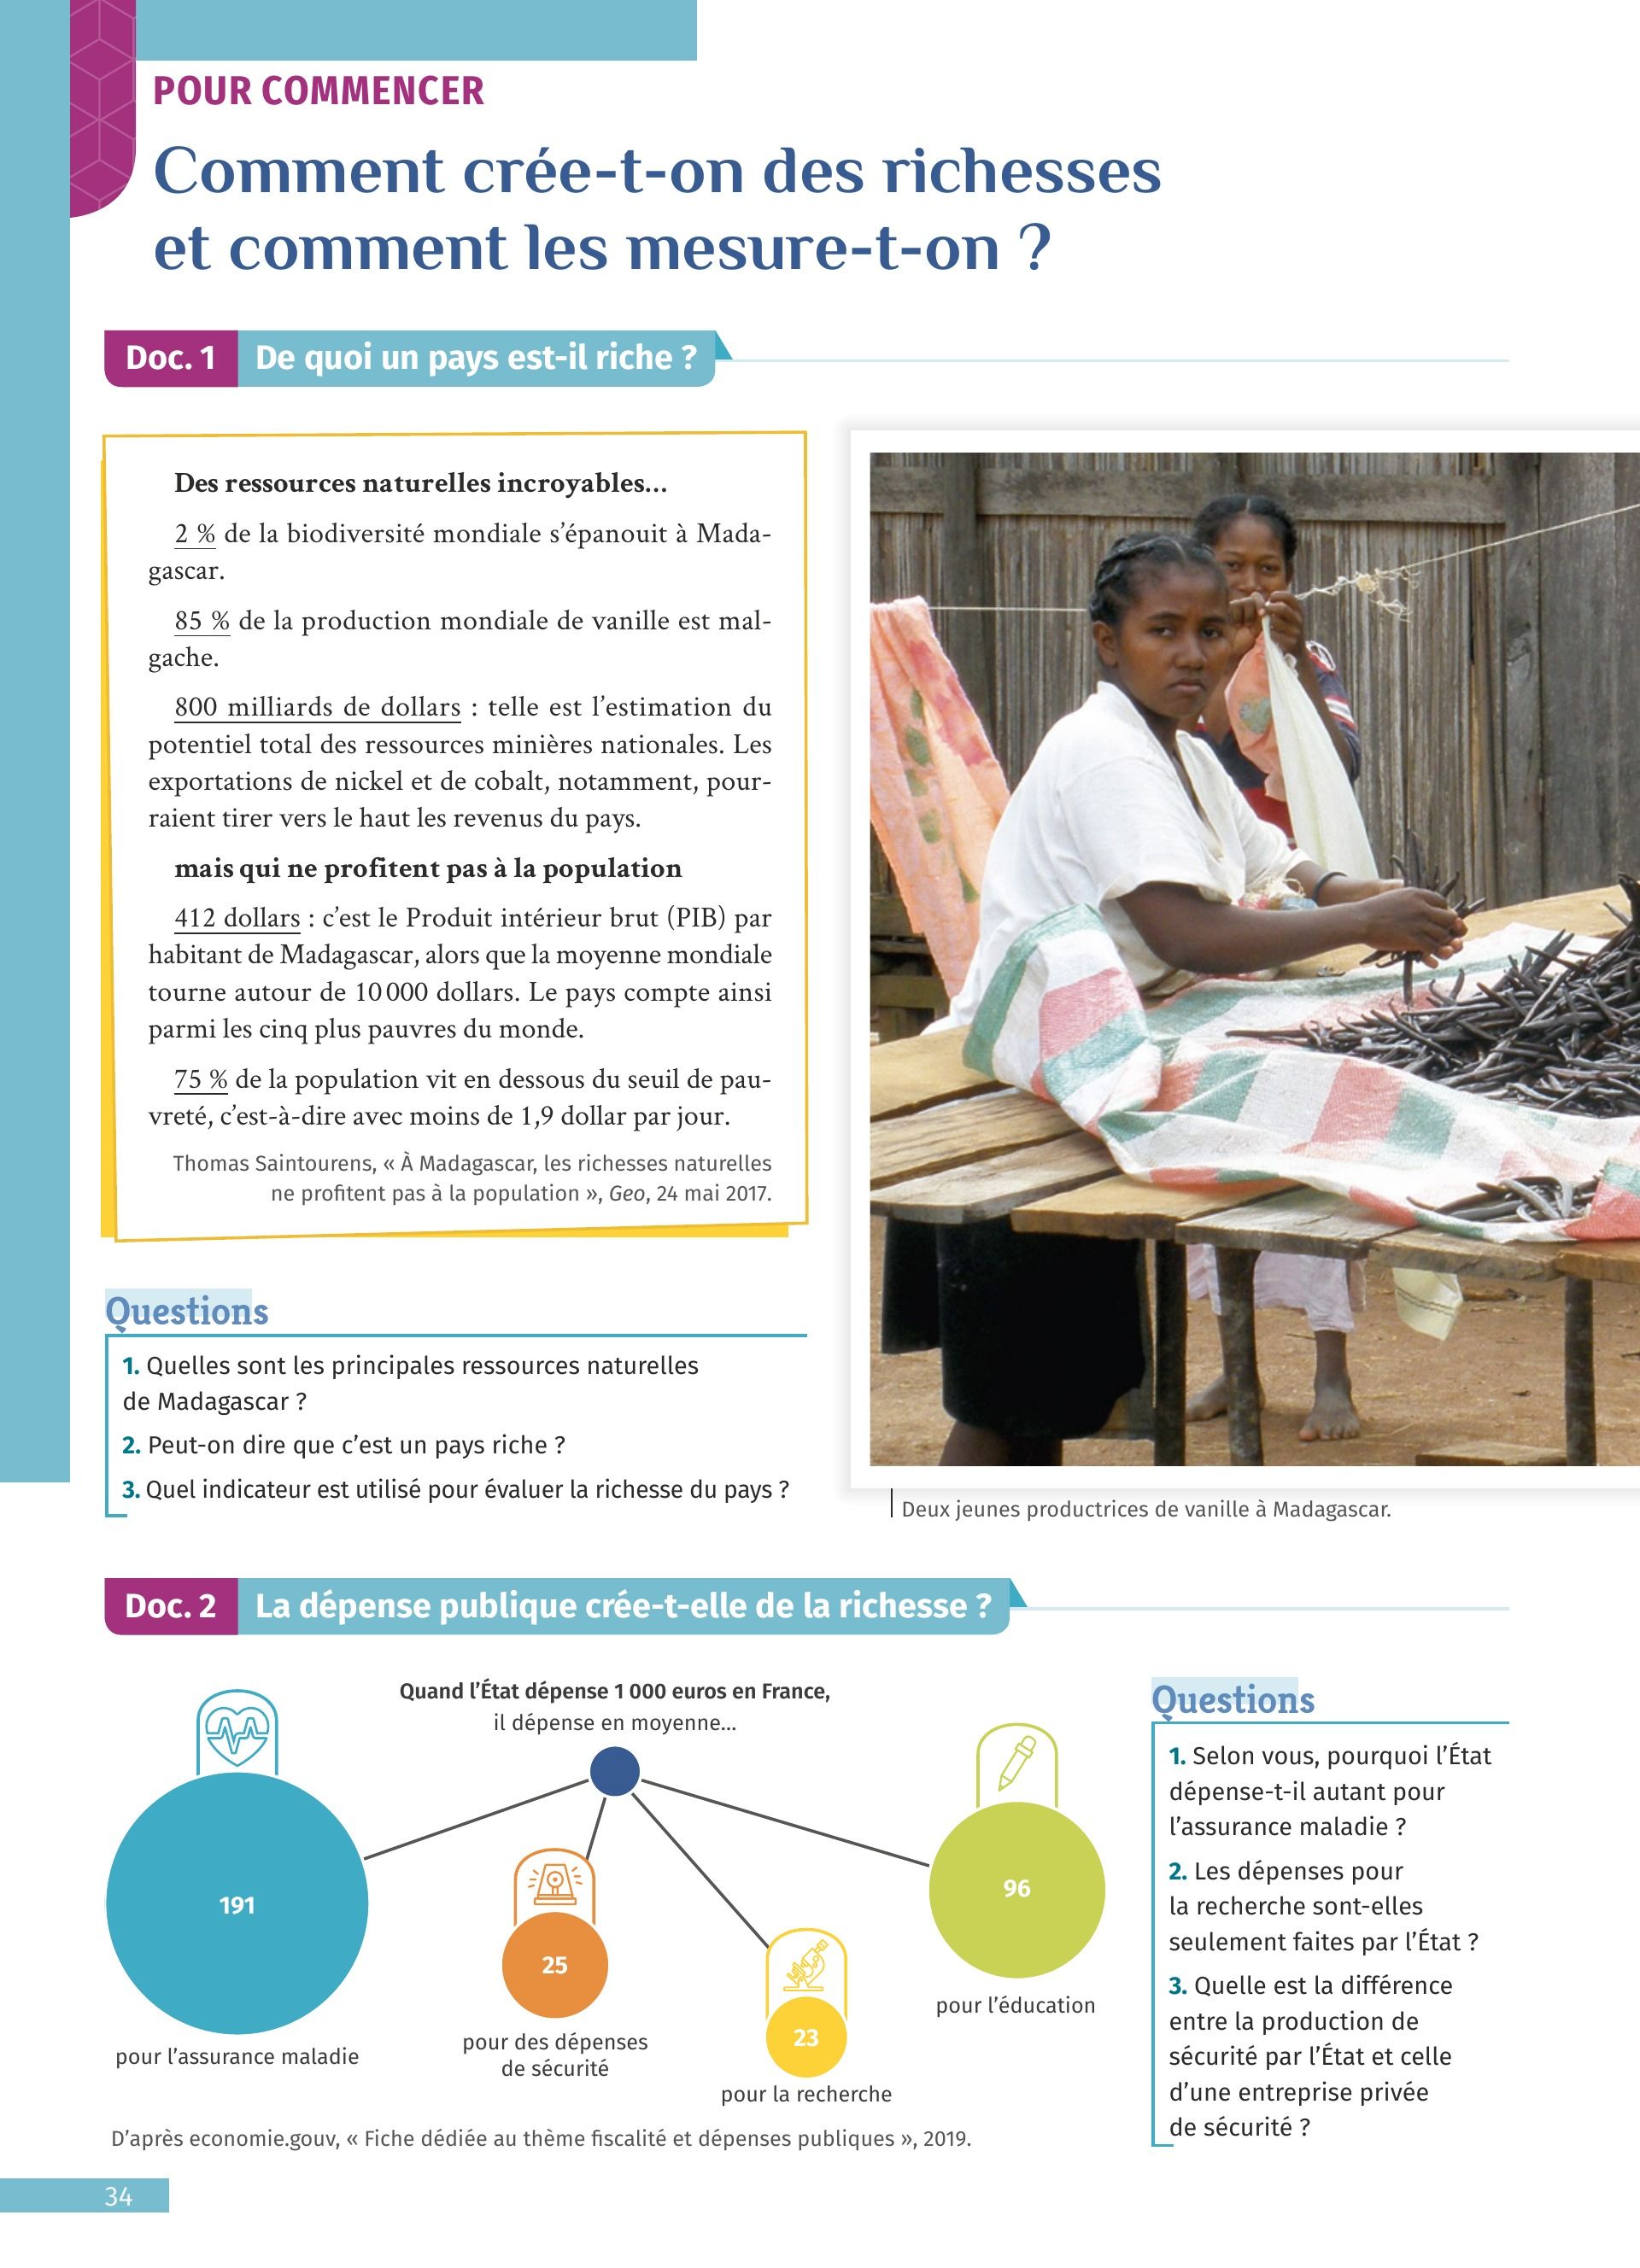 POUR COMMENCER
Comment crée-t-on des richesses
et comment les mesure-t-on ?
Doc. 1 De quoi un pays est-il riche ?
Des ressources naturelles incroyables…
2 % de la biodiversité mondiale s’épanouit à Mada-
gascar.
85 % de la production mondiale de vanille est mal-
gache.
800 milliards de dollars : telle est l’estimation du
potentiel total des ressources minières nationales. Les
exportations de nickel et de cobalt, notamment, pour-
raient tirer vers le haut les revenus du pays.
mais qui ne profitent pas à la population
412 dollars : c’est le Produit intérieur brut (PIB) par
habitant de Madagascar, alors que la moyenne mondiale
tourne autour de 10 000 dollars. Le pays compte ainsi
parmi les cinq plus pauvres du monde.
75 % de la population vit en dessous du seuil de pau-
vreté, c’est-à-dire avec moins de 1,9 dollar par jour.
Thomas Saintourens, « À Madagascar, les richesses naturelles
ne profitent pas à la population », Geo, 24 mai 2017.
Questions
1. Quelles sont les principales ressources naturelles
de Madagascar ?
2. Peut-on dire que c’est un pays riche ?
3. Quel indicateur est utilisé pour évaluer la richesse du pays ?
Deux jeunes productrices de vanille à Madagascar.
Doc. 2 La dépense publique crée-t-elle de la richesse ?
Quand l’État dépense 1 000 euros en France,
il dépense en moyenne…
191
pour l’assurance maladie
25
pour des dépenses
de sécurité
23
pour la recherche
96
pour l’éducation
D’après economie.gouv, « Fiche dédiée au thème fiscalité et dépenses publiques », 2019.
Questions
1. Selon vous, pourquoi l’État
dépense-t-il autant pour
l’assurance maladie ?
2. Les dépenses pour
la recherche sont-elles
seulement faites par l’État ?
3. Quelle est la différence
entre la production de
sécurité par l’État et celle
d’une entreprise privée
de sécurité ?
34